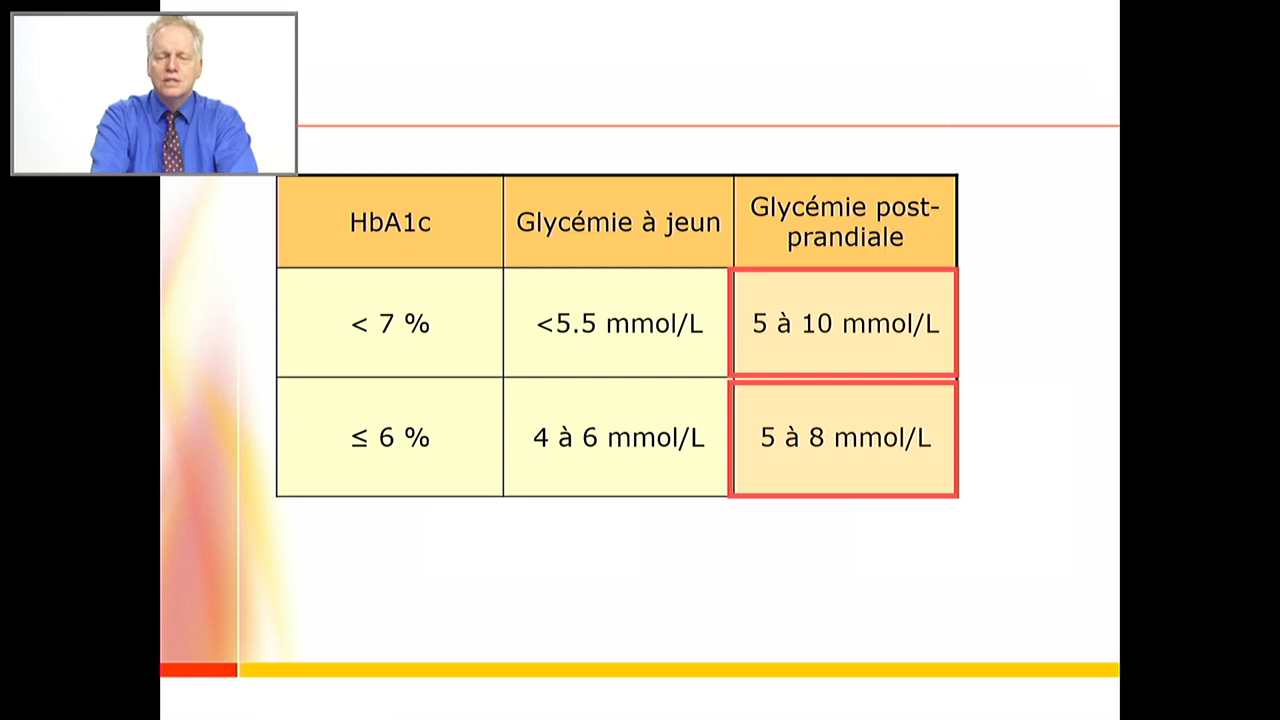 HbA1c
Glycémie à jeun
Glycémie post-
prandiale
< 7 %
<5.5 mmol/L
5 à 10 mmol/L
≤ 6 %
4 à 6 mmol/L
5 à 8 mmol/L